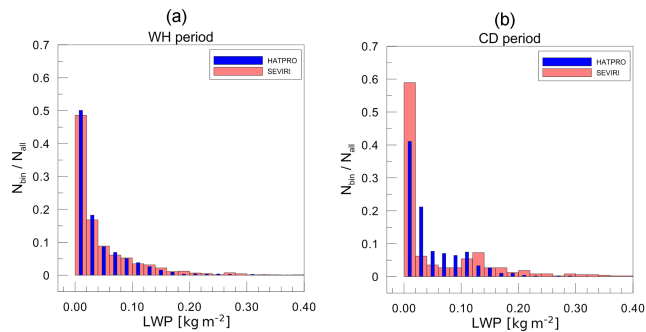 (a)
WH period
0.7
0.6
0.5
0.4
0.3
0.2
0.1
0
N_bin / N_all
HATPRO
SEVIRI
0.00 0.10 0.20 0.30 0.40
LWP [kg m⁻²]
(b)
CD period
0.7
0.6
0.5
0.4
0.3
0.2
0.1
0
N_bin / N_all
HATPRO
SEVIRI
0.00 0.10 0.20 0.30 0.40
LWP [kg m⁻²]